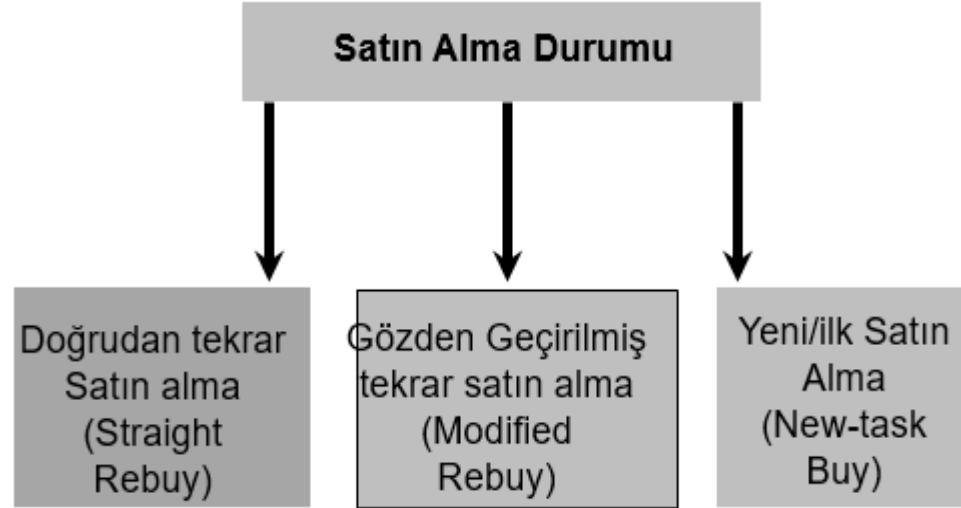 Satın Alma Durumu
Doğrudan tekrar
Satın alma
(Straight
Rebuy)
Gözden Geçirilmiş
tekrar satın alma
(Modified
Rebuy)
Yeni/ilk Satın
Alma
(New-task
Buy)